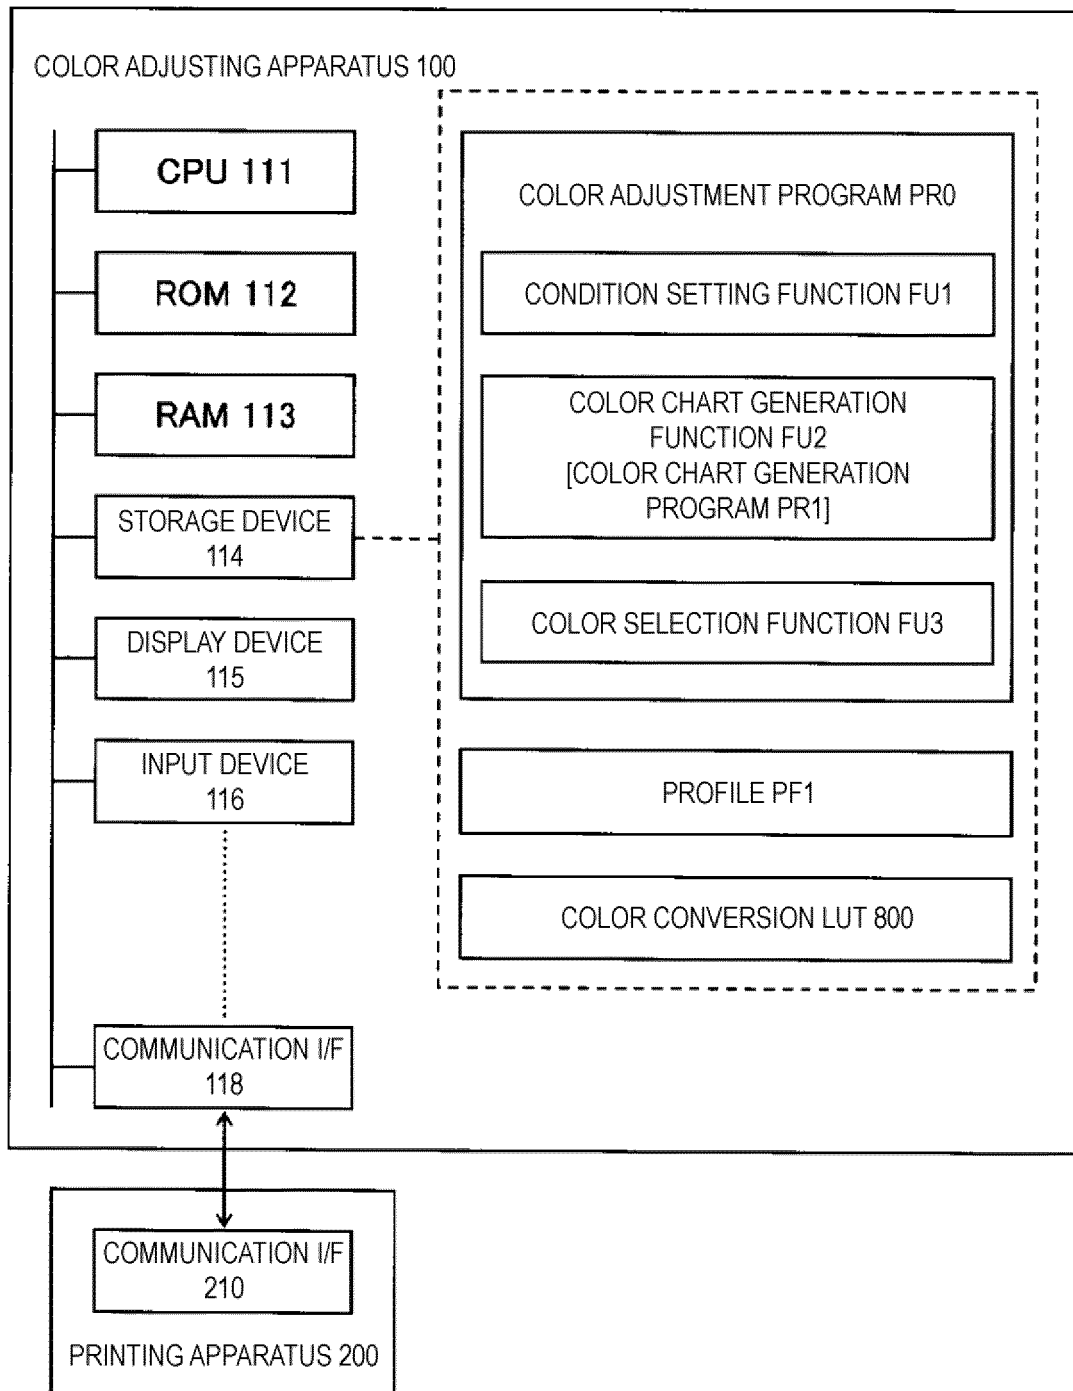 COLOR ADJUSTING APPARATUS 100
CPU 111
ROM 112
RAM 113
STORAGE DEVICE
114
DISPLAY DEVICE
115
INPUT DEVICE
116
COMMUNICATION I/F
118
COLOR ADJUSTMENT PROGRAM PR0
CONDITION SETTING FUNCTION FU1
COLOR CHART GENERATION
FUNCTION FU2
[COLOR CHART GENERATION
PROGRAM PR1]
COLOR SELECTION FUNCTION FU3
PROFILE PF1
COLOR CONVERSION LUT 800
COMMUNICATION I/F
210
PRINTING APPARATUS 200